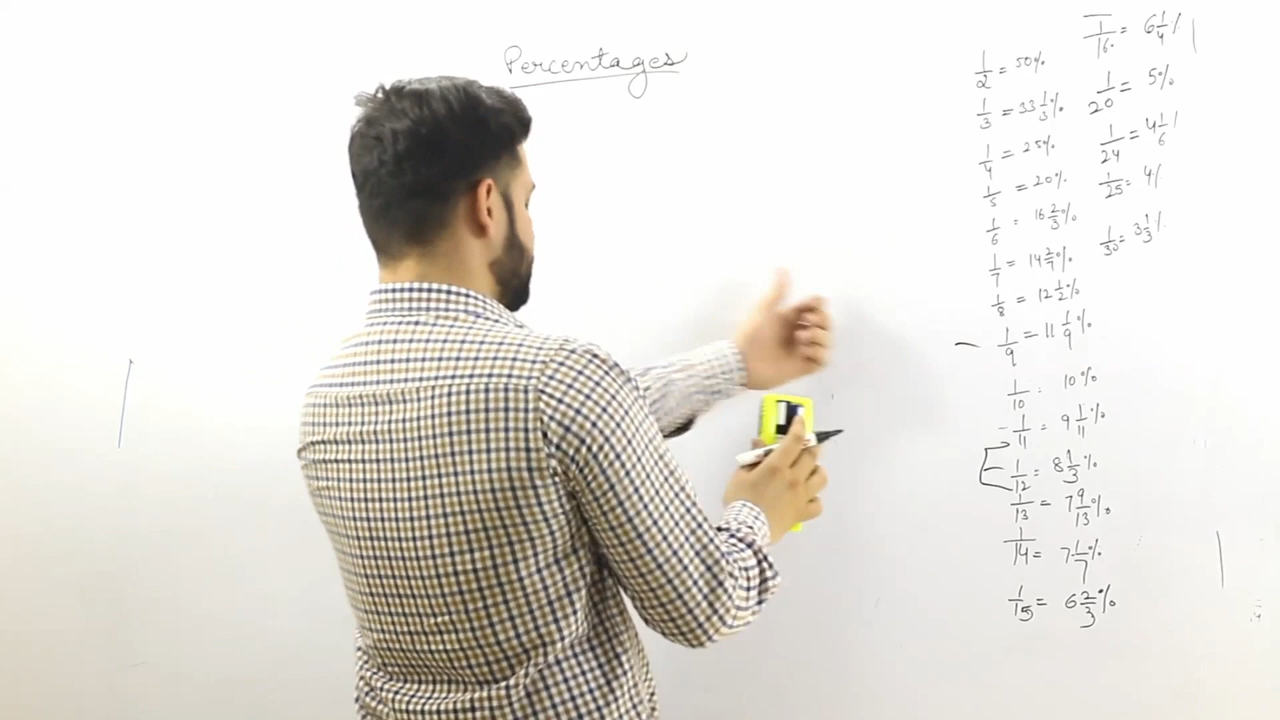 Percentages
1/2 = 50%
1/3 = 33 1/3%
1/4 = 25%
1/5 = 20%
1/6 = 16 2/3%
1/7 = 14 2/7%
1/8 = 12 1/2%
1/9 = 11 1/9%
1/10 = 10%
1/11 = 9 1/11%
1/12 = 8 1/3%
1/13 = 7 9/13%
1/14 = 7 1/7%
1/15 = 6 2/3%
1/16 = 6 1/4%
1/20 = 5%
1/24 = 4 1/6
1/25 = 4%
1/30 = 3 1/3%